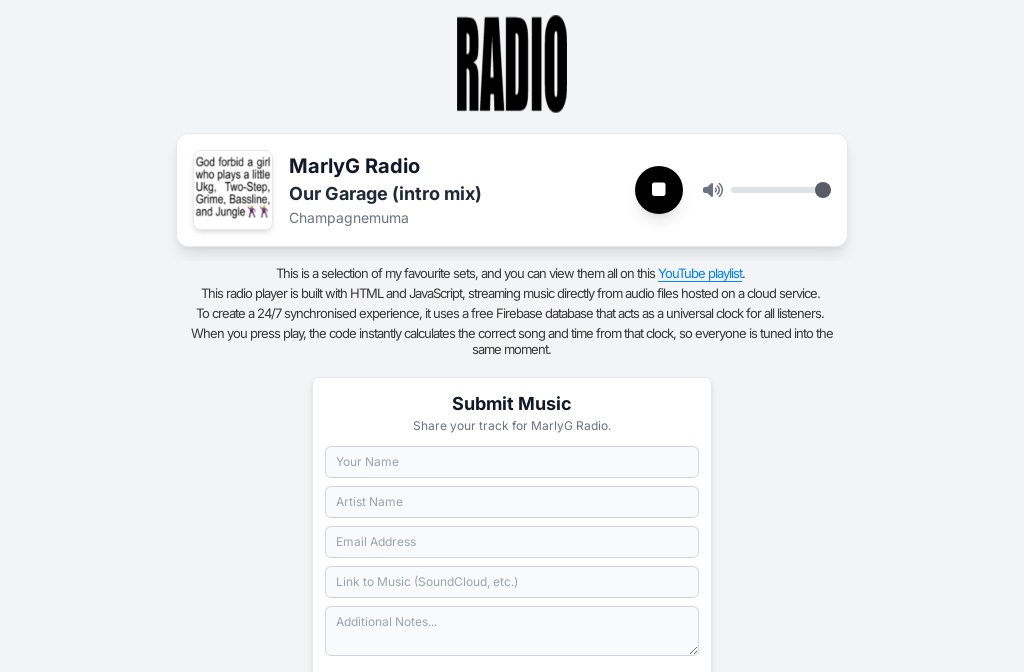 RADIO
God forbid a girl
who plays a little
Ukg, Two-Step,
Grime, Bassline,
and Jungle 👯‍♀️
MarlyG Radio
Our Garage (intro mix)
Champagnemuma
This is a selection of my favourite sets, and you can view them all on this YouTube playlist.
This radio player is built with HTML and JavaScript, streaming music directly from audio files hosted on a cloud service.
To create a 24/7 synchronised experience, it uses a free Firebase database that acts as a universal clock for all listeners.
When you press play, the code instantly calculates the correct song and time from that clock, so everyone is tuned into the
same moment.
Submit Music
Share your track for MarlyG Radio.
Your Name
Artist Name
Email Address
Link to Music (SoundCloud, etc.)
Additional Notes...